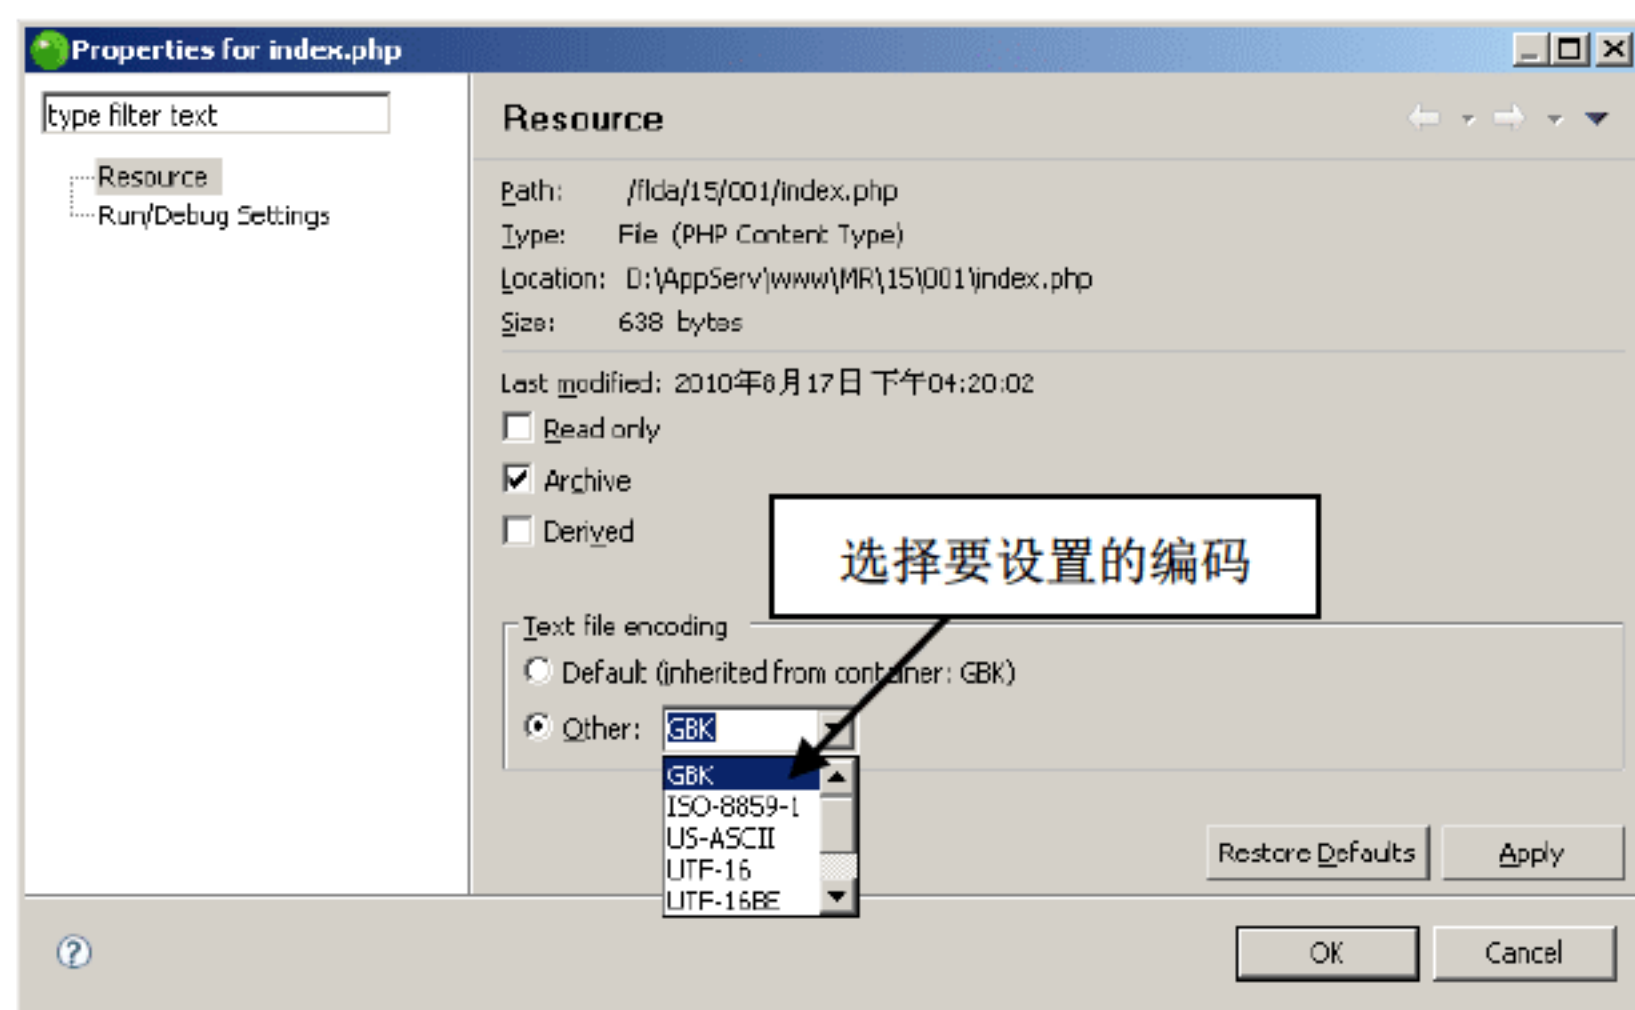 Properties for index.php
type filter text
Resource
Run/Debug Settings
Resource
Path: /flda/15/001/index.php
Type: File (PHP Content Type)
Location: D:\AppServ\www\MR\15\001\index.php
Size: 638 bytes
Last modified: 2010年8月17日 下午04:20:02
Read only
Archive
Derived
选择要设置的编码
Text file encoding
Default (inherited from container: GBK)
Other: GBK
GBK
ISO-8859-1
US-ASCII
UTF-16
UTF-16BE
Restore Defaults Apply
OK Cancel